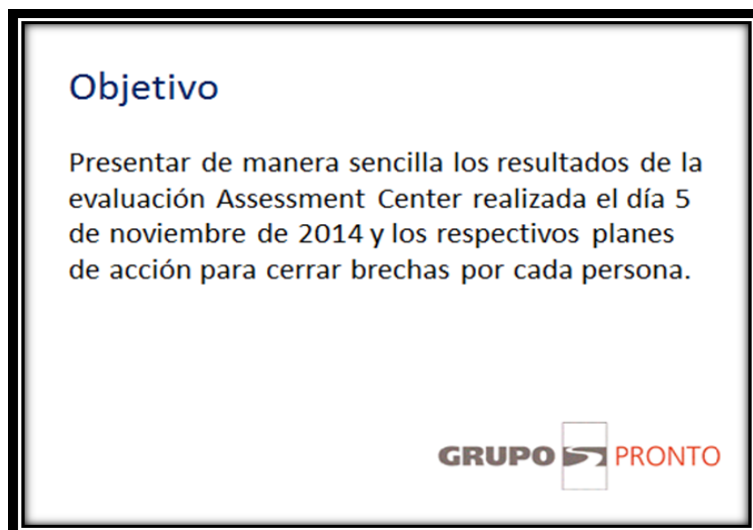 Objetivo
Presentar de manera sencilla los resultados de la
evaluación Assessment Center realizada el día 5
de noviembre de 2014 y los respectivos planes
de acción para cerrar brechas por cada persona.
GRUPO PRONTO